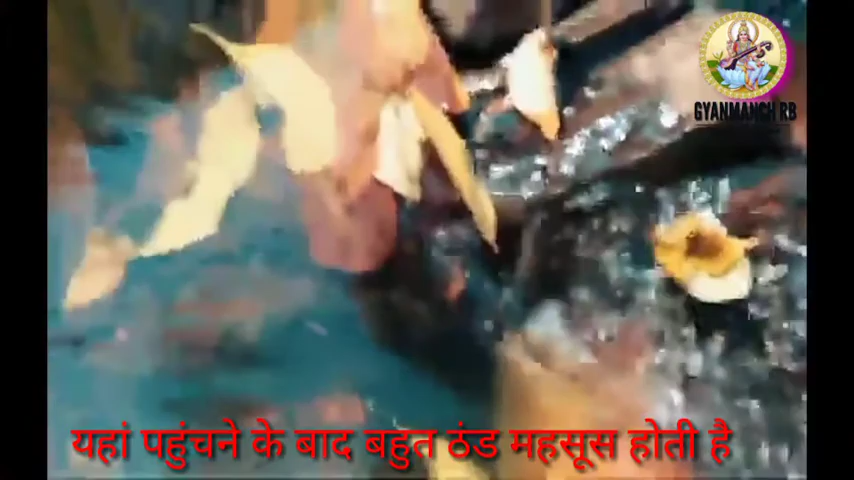 GYANMANCH RB
यहां पहुंचने के बाद बहुत ठंड महसूस होती है